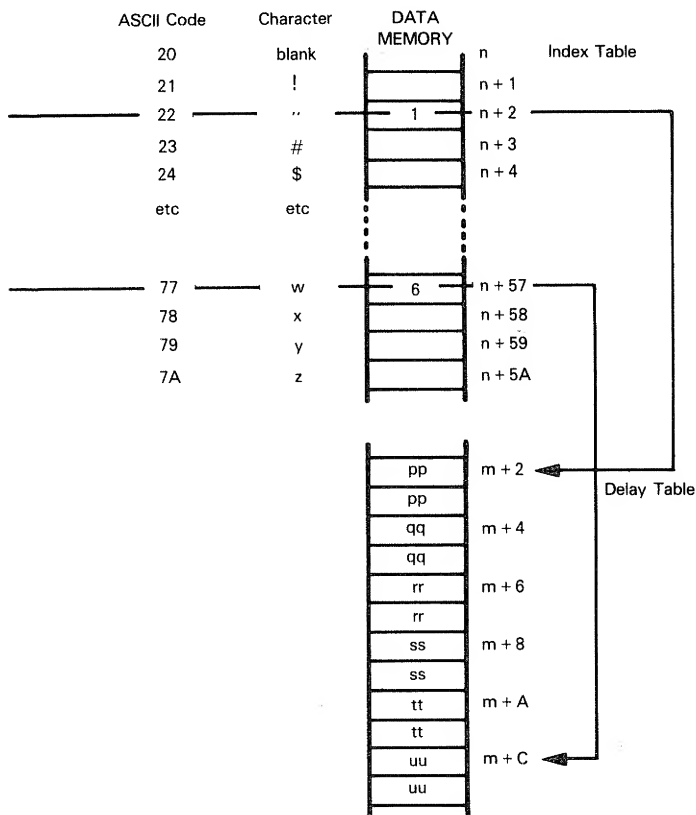 ASCII Code Character DATA MEMORY
20 blank n Index Table
21 ! n + 1
22 " 1 n + 2
23 # n + 3
24 $ n + 4
etc etc
77 w 6 n + 57
78 x n + 58
79 y n + 59
7A z n + 5A
pp m + 2
Delay Table
pp
qq m + 4
qq
rr m + 6
rr
ss m + 8
ss
tt m + A
tt
uu m + C
uu